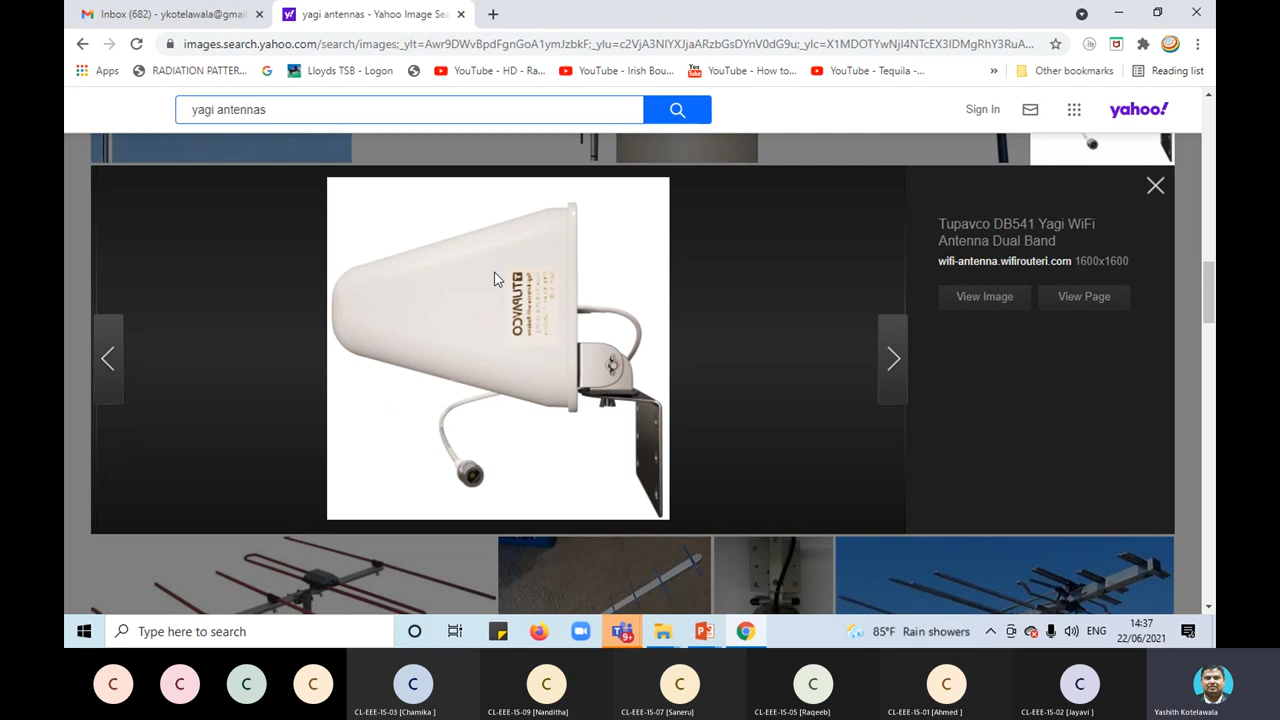 Inbox (682) - ykotelawala@gmai
yagi antennas - Yahoo Image Sea
images.search.yahoo.com/search/images;_ylt=Awr9DWvBpdFgnGoA1ymJzbkF;_ylu=c2VjA3NlYXJjaARzbGsDYnV0dG9u;_ylc=X1MDOTYwNjI4NTcEX3IDMgRhY3RuA...
Apps
RADIATION PATTER...
Lloyds TSB - Logon
YouTube - HD - Ra...
YouTube - Irish Bou...
YouTube - How to...
YouTube - Tequila -...
»
Other bookmarks
Reading list
yagi antennas
Sign In
yahoo!
TUPAVCO
Tupavco DB541 Yagi WiFi
Antenna Dual Band
wifi-antenna.wifirouteri.com 1600x1600
View Image
View Page
Type here to search
9+
85°F Rain showers
ENG
14:37
22/06/2021
C
C
C
C
C
C
C
C
C
C
CL-EEE-15-03 [Chamika ]
CL-EEE-15-09 [Nanditha]
CL-EEE-15-07 [Saneru]
CL-EEE-15-05 [Raqeeb]
CL-EEE-15-01 [Ahmed ]
CL-EEE-15-02 [Jayavi ]
Yashith Kotelawala